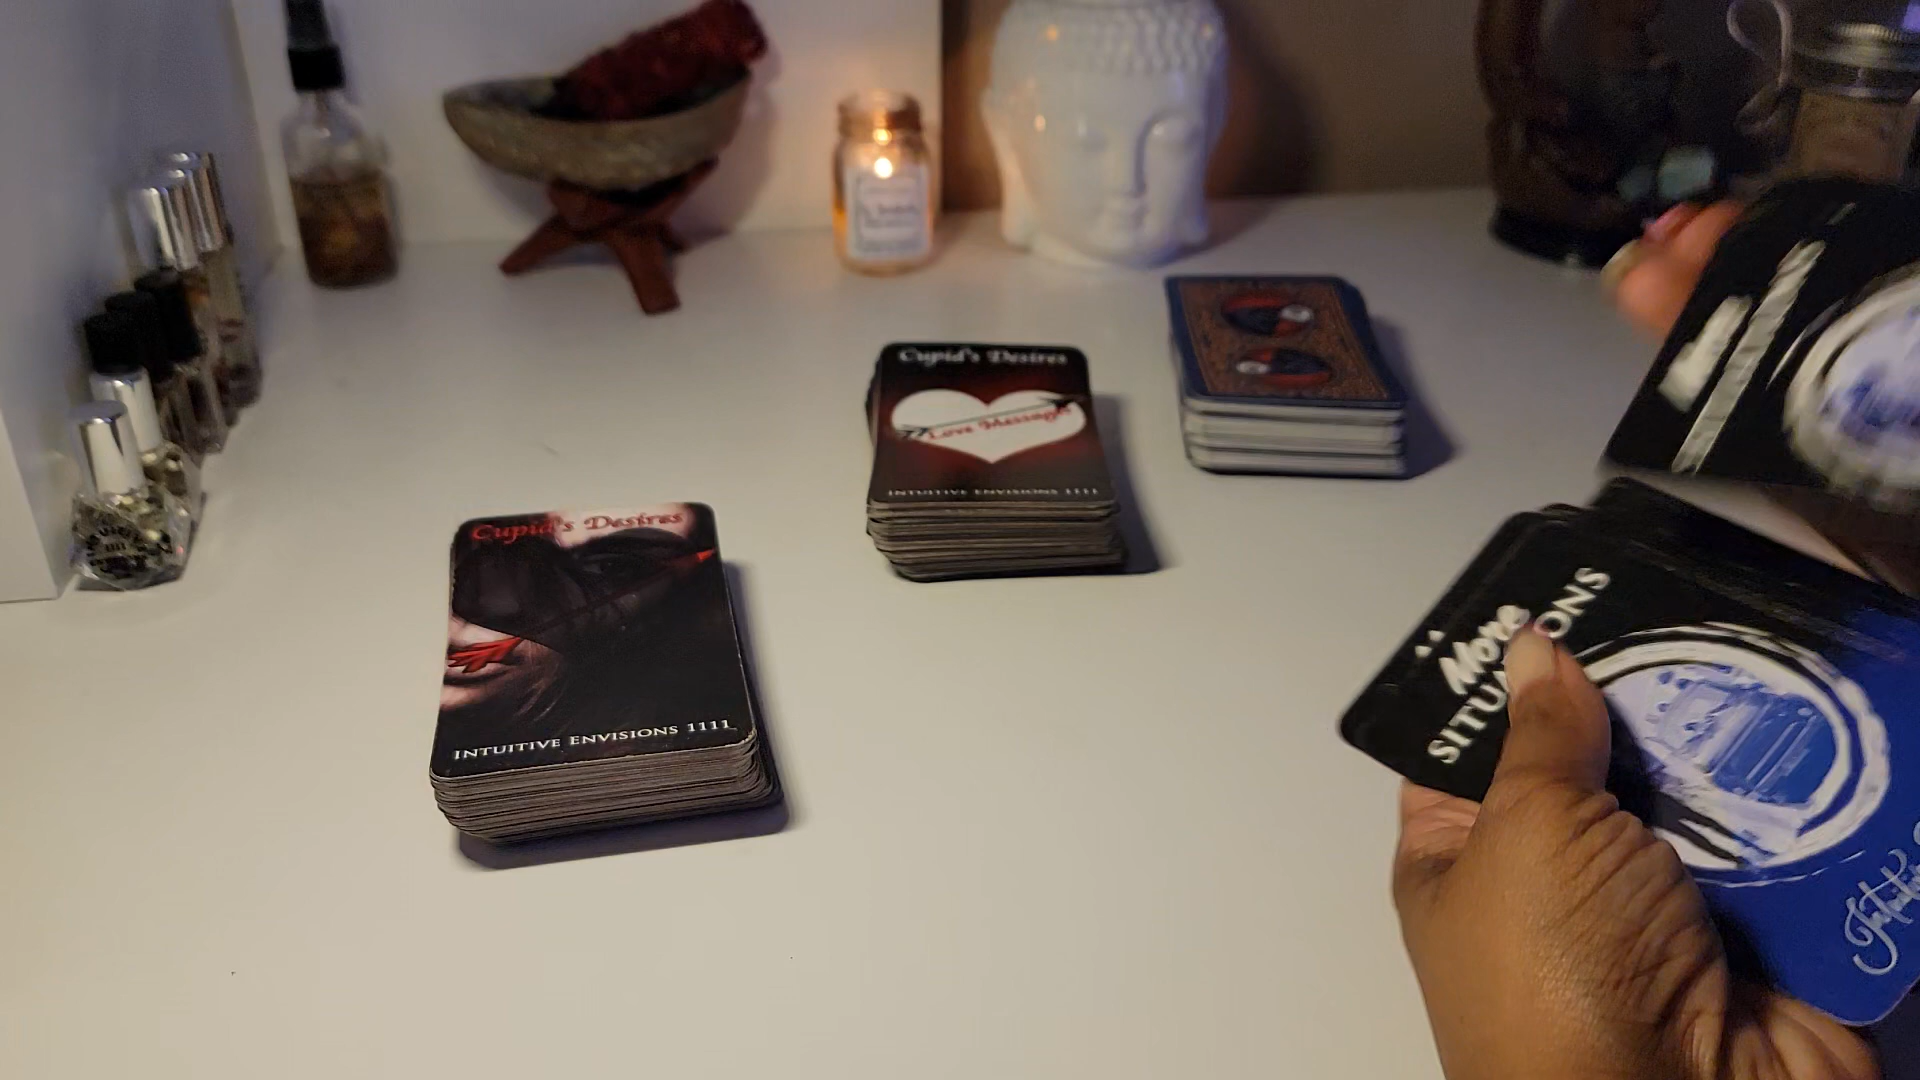 Cupid's Desires
INTUITIVE ENVISIONS 1111
Cupid's Desires
Love Messages
INTUITIVE ENVISIONS 1111
More
SITUATIONS